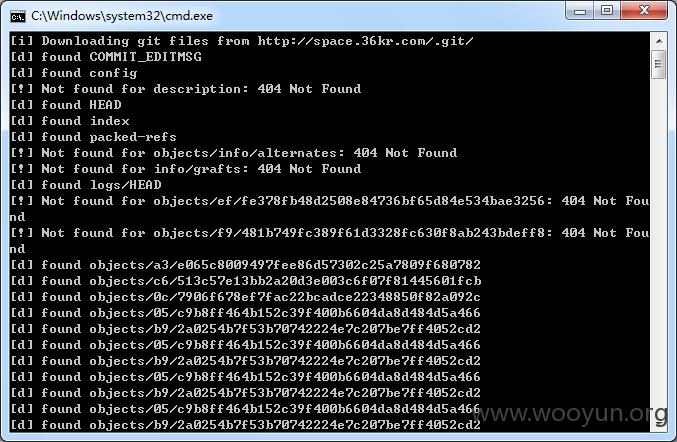 C:\Windows\system32\cmd.exe
[i] Downloading git files from http://space.36kr.com/.git/
[d] found COMMIT_EDITMSG
[d] found config
[!] Not found for description: 404 Not Found
[d] found HEAD
[d] found index
[d] found packed-refs
[!] Not found for objects/info/alternates: 404 Not Found
[!] Not found for info/grafts: 404 Not Found
[d] found logs/HEAD
[!] Not found for objects/ef/fe378fb48d2508e84736bf65d84e534bae3256: 404 Not Fou
nd
[!] Not found for objects/f9/481b749fc389f61d3328fc630f8ab243bdeff8: 404 Not Fou
nd
[d] found objects/a3/e065c8009497fee86d57302c25a7809f680782
[d] found objects/c6/513c57e13bb2a20d3e003c6f07f81445601fcb
[d] found objects/0c/7906f678ef7fac22bcadce22348850f82a092c
[d] found objects/05/c9b8ff464b152c39f400b6604da8d484d5a466
[d] found objects/b9/2a0254b7f53b70742224e7c207be7ff4052cd2
[d] found objects/05/c9b8ff464b152c39f400b6604da8d484d5a466
[d] found objects/b9/2a0254b7f53b70742224e7c207be7ff4052cd2
[d] found objects/05/c9b8ff464b152c39f400b6604da8d484d5a466
[d] found objects/b9/2a0254b7f53b70742224e7c207be7ff4052cd2
[d] found objects/05/c9b8ff464b152c39f400b6604da8d484d5a466
[d] found objects/b9/2a0254b7f53b70742224e7c207be7ff4052cd2
www.wooyun.org